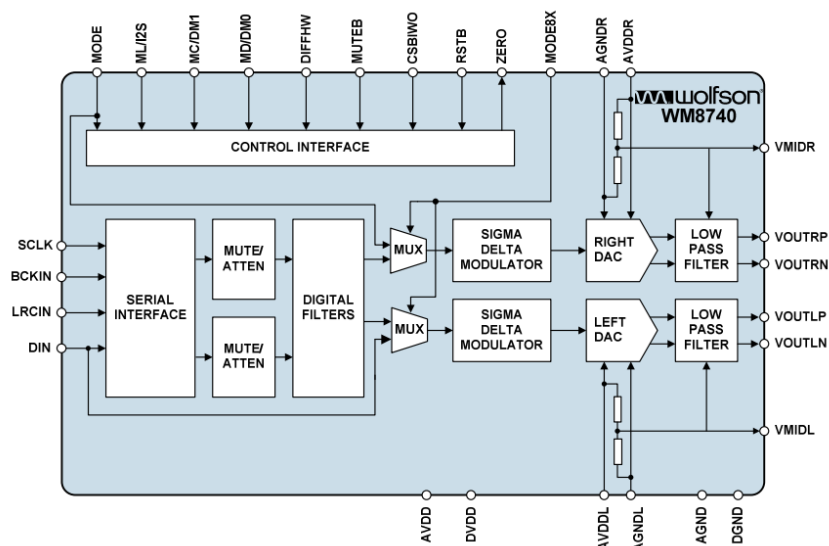 MODE
ML/I2S
MC/DM1
MD/DM0
DIFFHW
MUTEB
CSBIWO
RSTB
ZERO
MODE8X
AGNDR
AVDDR
wolfson®
WM8740
CONTROL INTERFACE
VMIDR
SCLK
BCKIN
LRCIN
DIN
SERIAL
INTERFACE
MUTE/
ATTEN
MUTE/
ATTEN
DIGITAL
FILTERS
MUX
MUX
SIGMA
DELTA
MODULATOR
SIGMA
DELTA
MODULATOR
RIGHT
DAC
LEFT
DAC
LOW
PASS
FILTER
LOW
PASS
FILTER
VOUTRP
VOUTRN
VOUTLP
VOUTLN
VMIDL
AVDD
DVDD
AVDDL
AGNDL
AGND
DGND